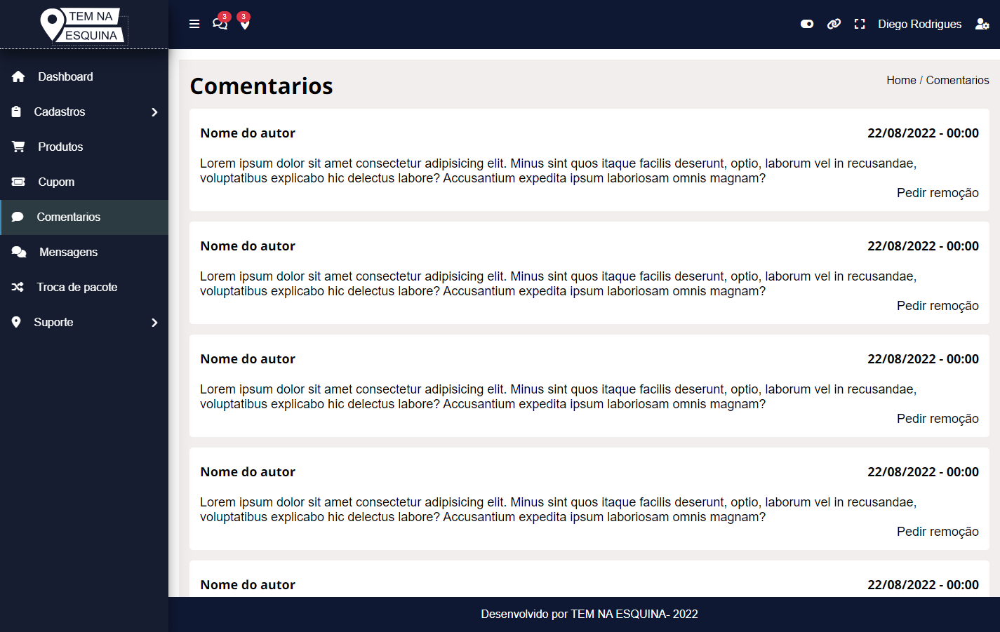 TEM NA
ESQUINA
3
3
Diego Rodrigues
Dashboard
Cadastros
Produtos
Cupom
Comentarios
Mensagens
Troca de pacote
Suporte
Comentarios
Home / Comentarios
Nome do autor
22/08/2022 - 00:00
Lorem ipsum dolor sit amet consectetur adipisicing elit. Minus sint quos itaque facilis deserunt, optio, laborum vel in recusandae,
voluptatibus explicabo hic delectus labore? Accusantium expedita ipsum laboriosam omnis magnam?
Pedir remoção
Nome do autor
22/08/2022 - 00:00
Lorem ipsum dolor sit amet consectetur adipisicing elit. Minus sint quos itaque facilis deserunt, optio, laborum vel in recusandae,
voluptatibus explicabo hic delectus labore? Accusantium expedita ipsum laboriosam omnis magnam?
Pedir remoção
Nome do autor
22/08/2022 - 00:00
Lorem ipsum dolor sit amet consectetur adipisicing elit. Minus sint quos itaque facilis deserunt, optio, laborum vel in recusandae,
voluptatibus explicabo hic delectus labore? Accusantium expedita ipsum laboriosam omnis magnam?
Pedir remoção
Nome do autor
22/08/2022 - 00:00
Lorem ipsum dolor sit amet consectetur adipisicing elit. Minus sint quos itaque facilis deserunt, optio, laborum vel in recusandae,
voluptatibus explicabo hic delectus labore? Accusantium expedita ipsum laboriosam omnis magnam?
Pedir remoção
Nome do autor
22/08/2022 - 00:00
Desenvolvido por TEM NA ESQUINA- 2022